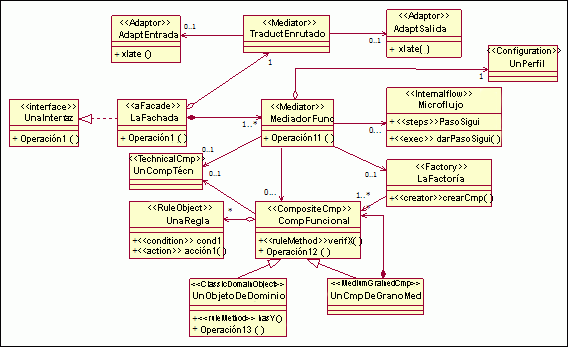 <<Adaptor>>
AdaptEntrada
+ xlate ()
0..1
<<Mediator>>
TraductEnrutado
0..1
<<Adaptor>>
AdaptSalida
+ xlate( )
1
<<Configuration>>
UnPerfil
1
<<interface>>
UnaInterfaz
Operación1 ( )
<<aFacade>>
LaFachada
+ Operación1 ( )
1..*
<<Mediator>>
MediadorFunc
+ Operación11 ( )
0...
<<Internalflow>>
Microflujo
+ <<steps>> PasoSigui
+ <<exec>> darPasoSigui( )
0..1
<<TechnicalCmp>>
UnCompTécn
0..1
0..1
<<Factory>>
LaFactoría
+ <<creator>> crearCmp( )
0...
1..*
<<RuleObject>>
UnaRegla
+ <<condition>> cond1
+ <<action>> acción1( )
*
<<CompositeCmp>>
CompFuncional
+ <<ruleMethod>> verifX( )
+ Operación12 ( )
<<ClassicDomainObject>>
UnObjetoDeDominio
+ <<ruleMethod>> hasY()
+ Operación13 ( )
<<MediumGrainedCmp>>
UnCmpDeGranoMed